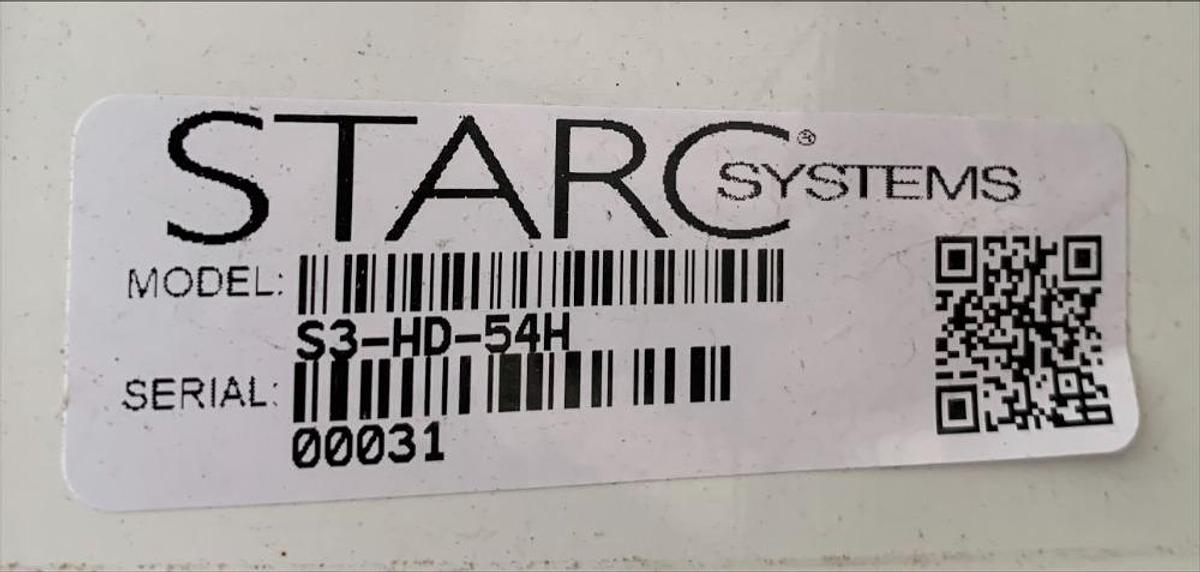 STARC® SYSTEMS
MODEL:
S3-HD-54H
SERIAL:
00031